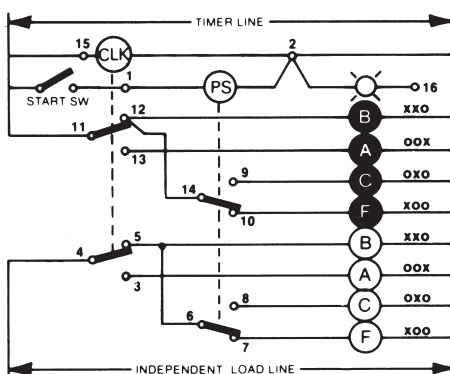 TIMER LINE
15 CLK 2
START SW 1 PS 16
12 B XXO
11
13 A OOX
9 C OXO
14
10 F XOO
5 B XXO
4
3 A OOX
8 C OXO
6
7 F XOO
INDEPENDENT LOAD LINE